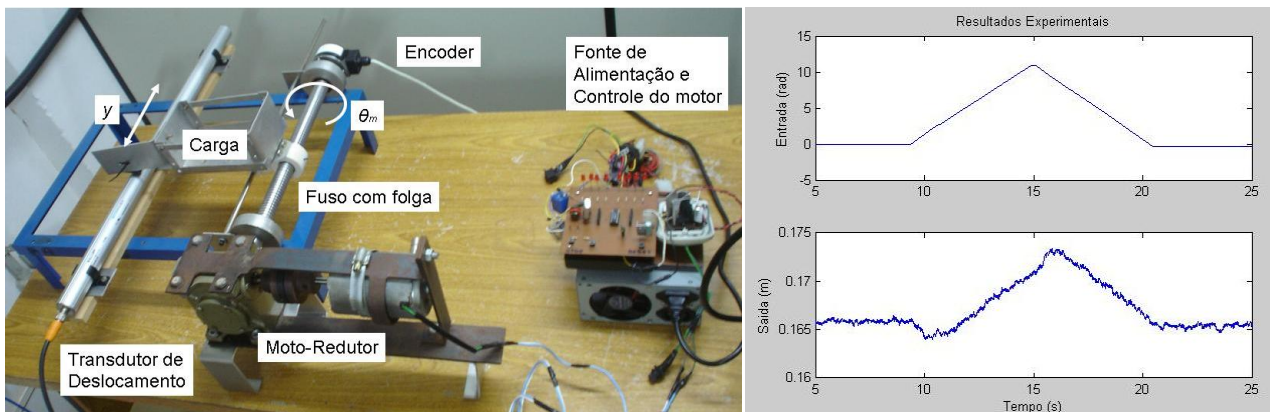 Encoder
Fonte de
Alimentação e
Controle do motor
y
θm
Carga
Fuso com folga
Moto-Redutor
Transdutor de
Deslocamento
Resultados Experimentais
Entrada (rad)
15
10
5
0
-5
5 10 15 20 25
Saida (m)
0.175
0.17
0.165
0.16
5 10 15 20 25
Tempo (s)